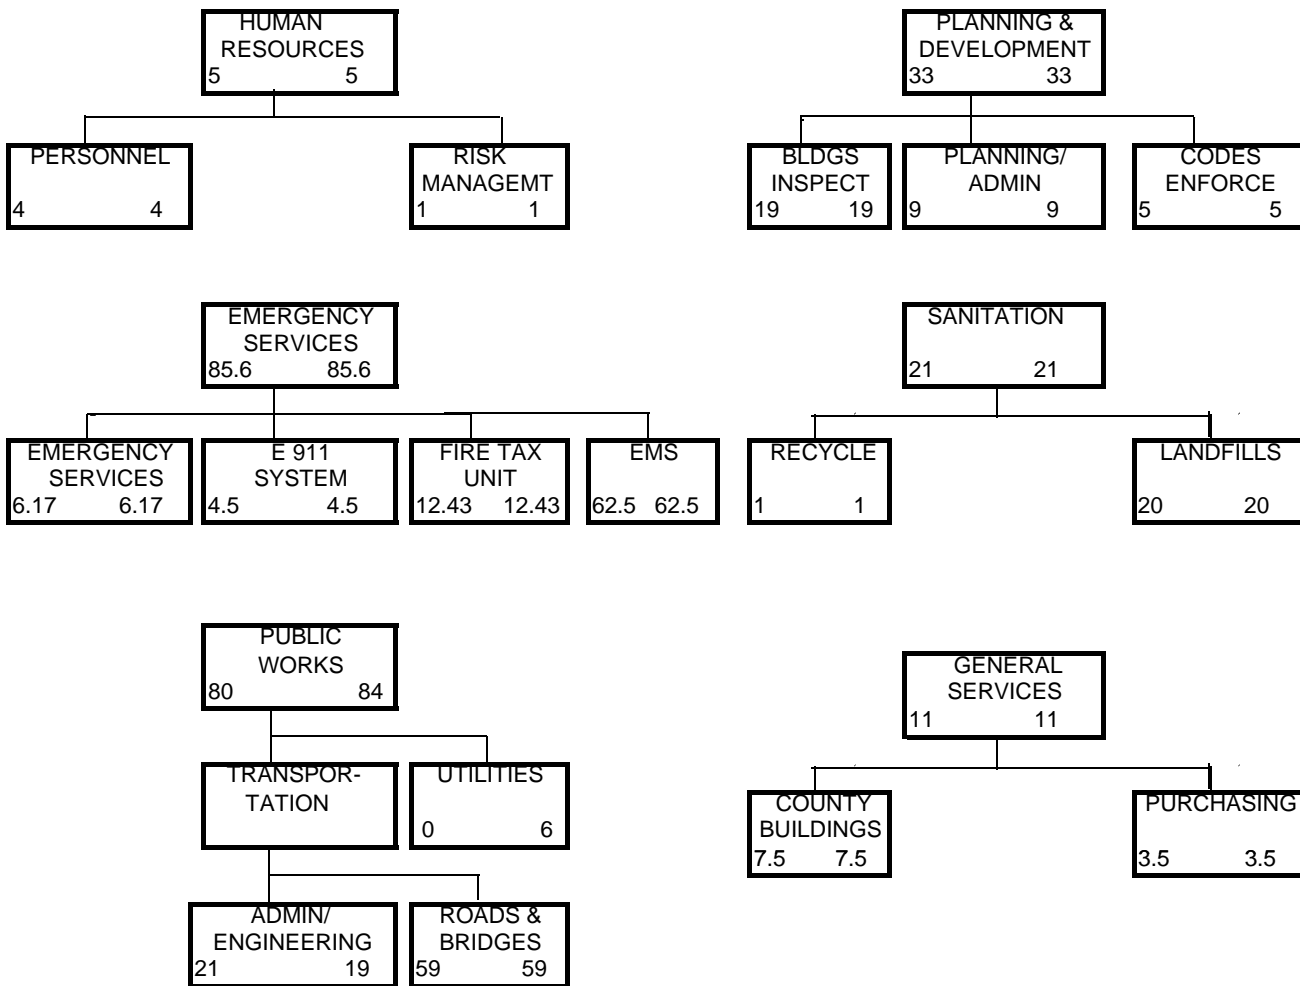 HUMAN
RESOURCES
5 5
PERSONNEL
4 4
RISK
MANAGEMT
1 1
PLANNING &
DEVELOPMENT
33 33
BLDGS
INSPECT
19 19
PLANNING/
ADMIN
9 9
CODES
ENFORCE
5 5
EMERGENCY
SERVICES
85.6 85.6
EMERGENCY
SERVICES
6.17 6.17
E 911
SYSTEM
4.5 4.5
FIRE TAX
UNIT
12.43 12.43
EMS
62.5 62.5
SANITATION
21 21
RECYCLE
1 1
LANDFILLS
20 20
PUBLIC
WORKS
80 84
TRANSPOR-
TATION
UTILITIES
0 6
ADMIN/
ENGINEERING
21 19
ROADS &
BRIDGES
59 59
GENERAL
SERVICES
11 11
COUNTY
BUILDINGS
7.5 7.5
PURCHASING
3.5 3.5